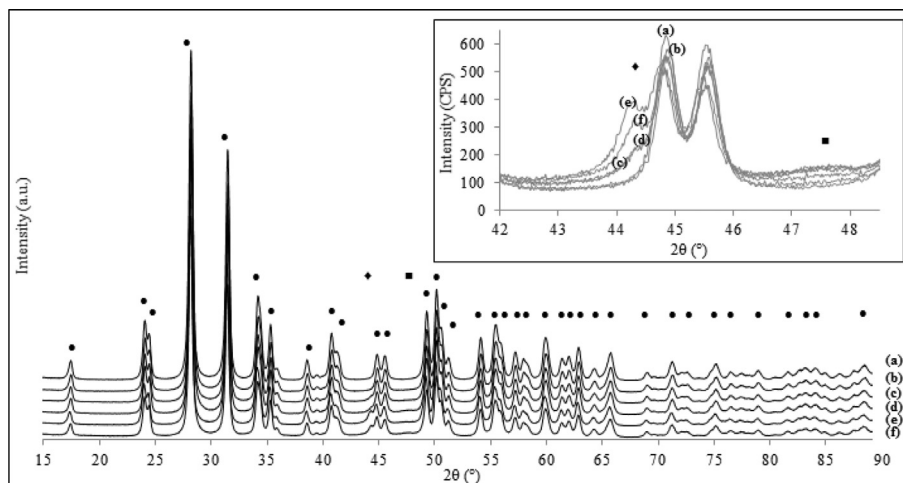 Intensity (a.u.)
(a)
(b)
(c)
(d)
(e)
(f)
15 20 25 30 35 40 45 50 55 60 65 70 75 80 85 90
2θ (°)
Intensity (CPS)
600
500
400
300
200
100
0
(a)
(b)
(e)
(f)
(d)
(c)
42 43 44 45 46 47 48
2θ (°)